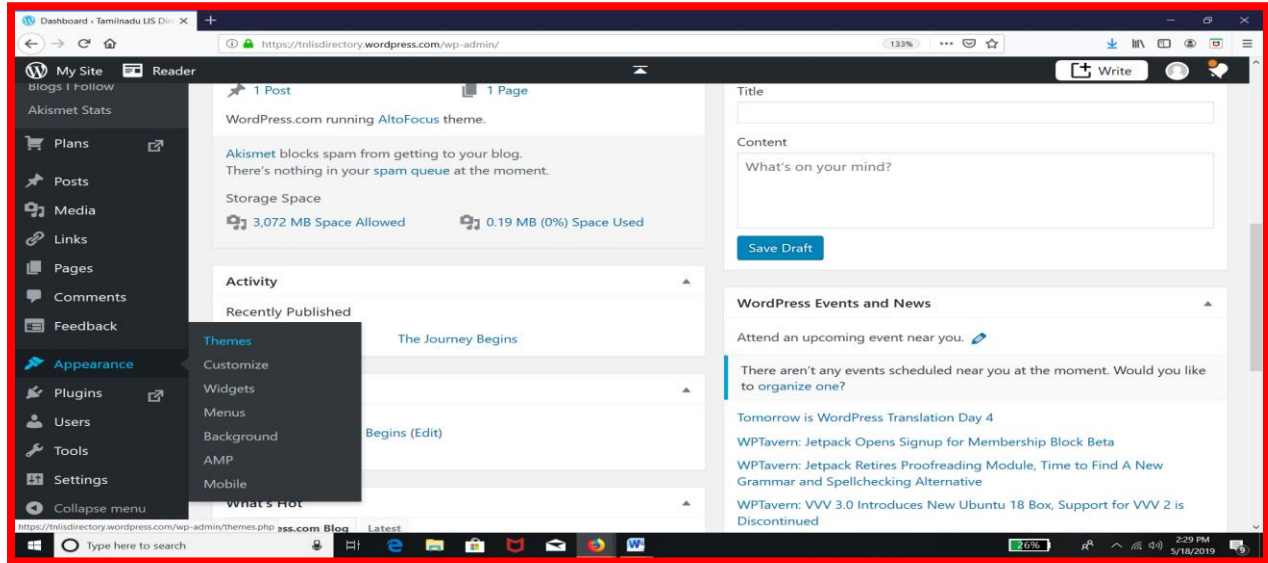 Dashboard ‹ Tamilnadu LIS Dire
https://tnlisdirectory.wordpress.com/wp-admin/
133%
My Site
Reader
Write
Blogs I Follow
Akismet Stats
Plans
Posts
Media
Links
Pages
Comments
Feedback
Appearance
Plugins
Users
Tools
Settings
Collapse menu
Themes
Customize
Widgets
Menus
Background
AMP
Mobile
1 Post
1 Page
WordPress.com running AltoFocus theme.
Akismet blocks spam from getting to your blog.
There's nothing in your spam queue at the moment.
Storage Space
3,072 MB Space Allowed
0.19 MB (0%) Space Used
Activity
Recently Published
The Journey Begins
Begins (Edit)
What's Hot
ess.com Blog
Latest
Title
Content
What's on your mind?
Save Draft
WordPress Events and News
Attend an upcoming event near you.
There aren't any events scheduled near you at the moment. Would you like
to organize one?
Tomorrow is WordPress Translation Day 4
WPTavern: Jetpack Opens Signup for Membership Block Beta
WPTavern: Jetpack Retires Proofreading Module, Time to Find A New
Grammar and Spellchecking Alternative
WPTavern: VVV 3.0 Introduces New Ubuntu 18 Box, Support for VVV 2 is
Discontinued
https://tnlisdirectory.wordpress.com/wp-admin/themes.php
Type here to search
26%
2:29 PM
5/18/2019